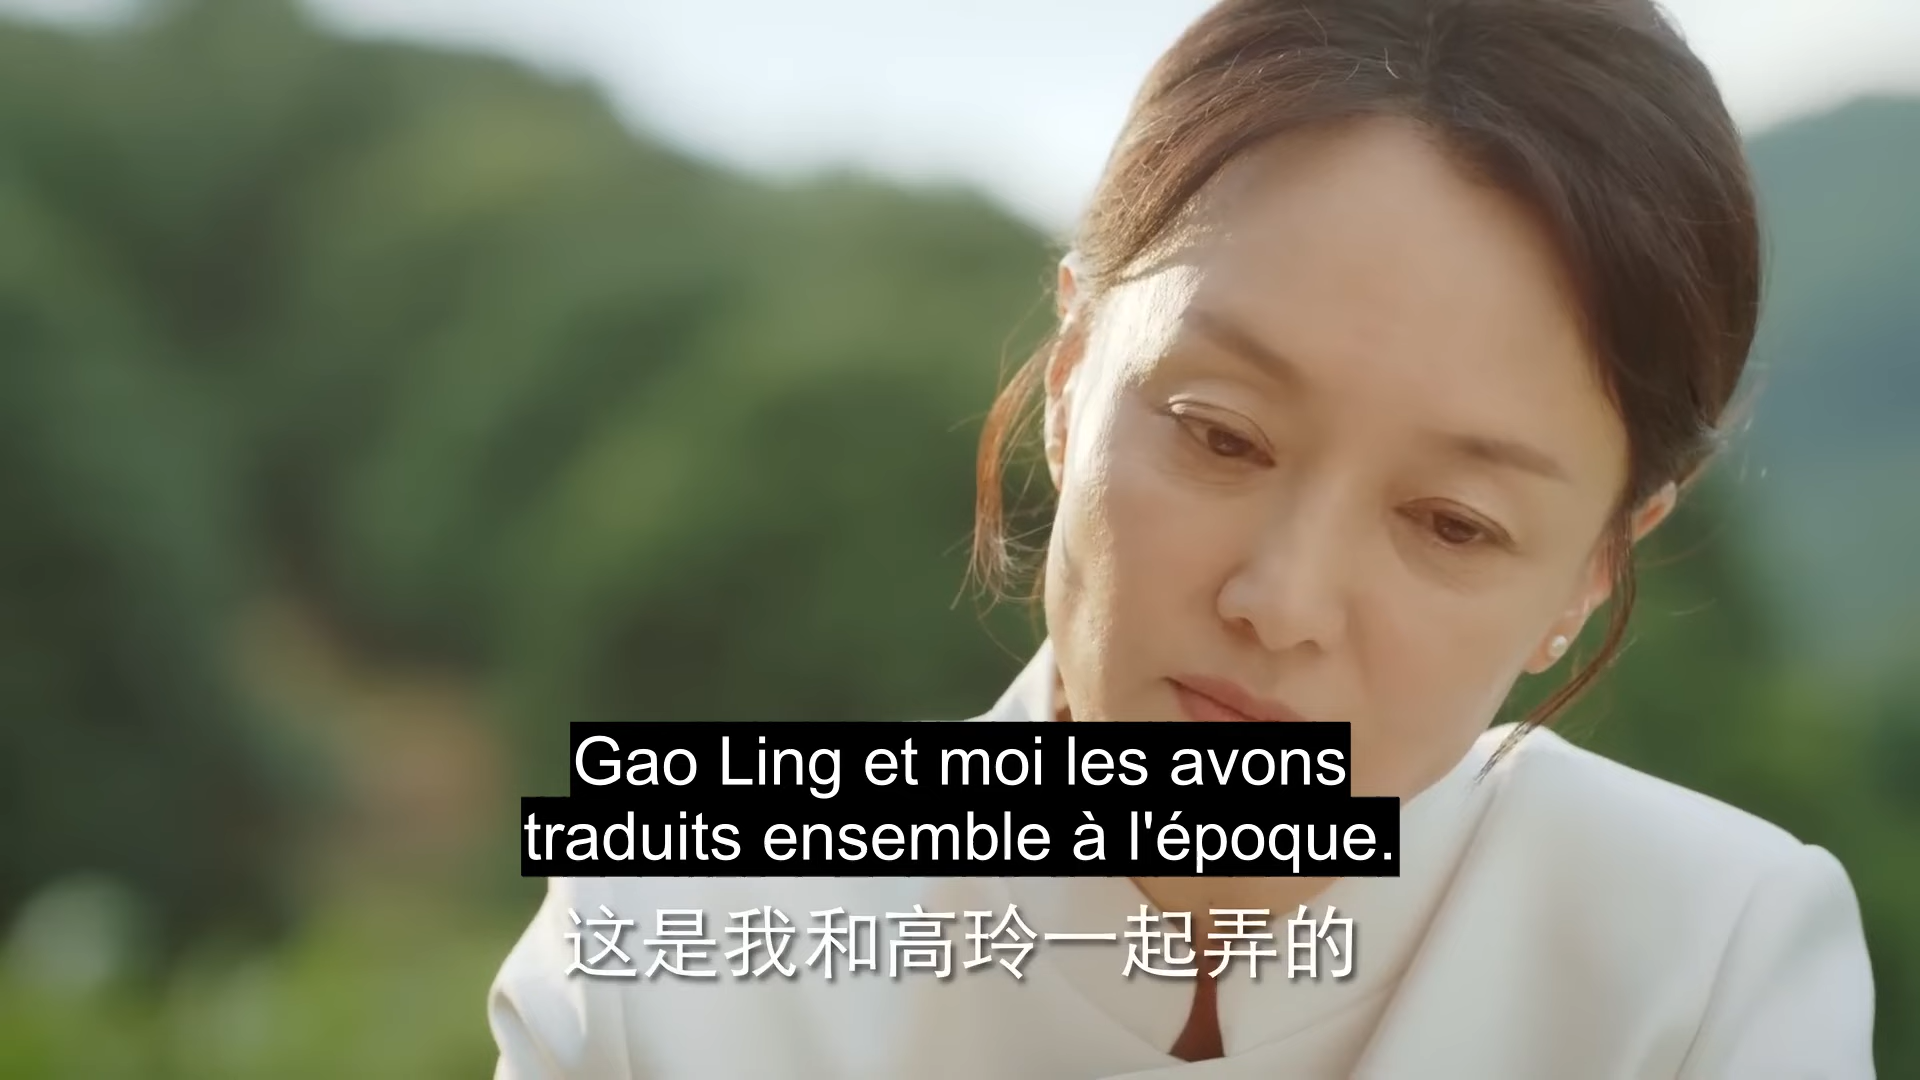 Gao Ling et moi les avons
traduits ensemble à l'époque.
这是我和高玲一起弄的